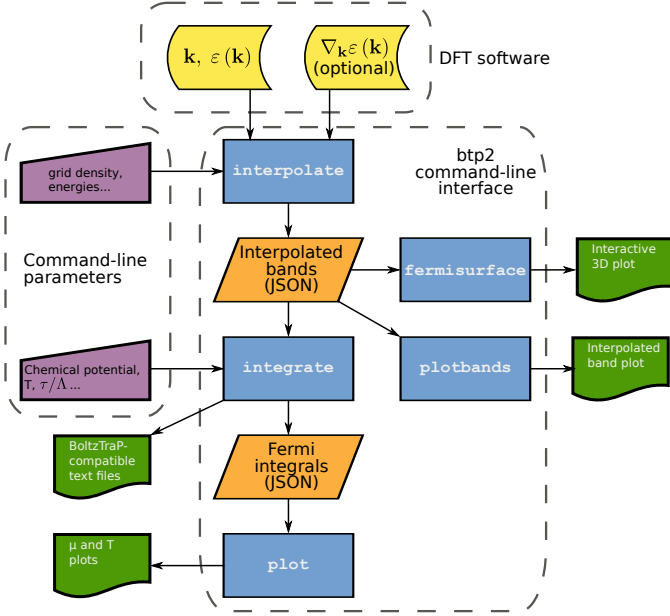 k, ε(k)
∇kε(k)
(optional)
DFT software
btp2
command-line
interface
grid density,
energies...
interpolate
Command-line
parameters
Interpolated
bands
(JSON)
fermisurface
Interactive
3D plot
Chemical potential,
T, τ/Λ ...
integrate
plotbands
Interpolated
band plot
BoltzTraP-
compatible
text files
Fermi
integrals
(JSON)
μ and T
plots
plot